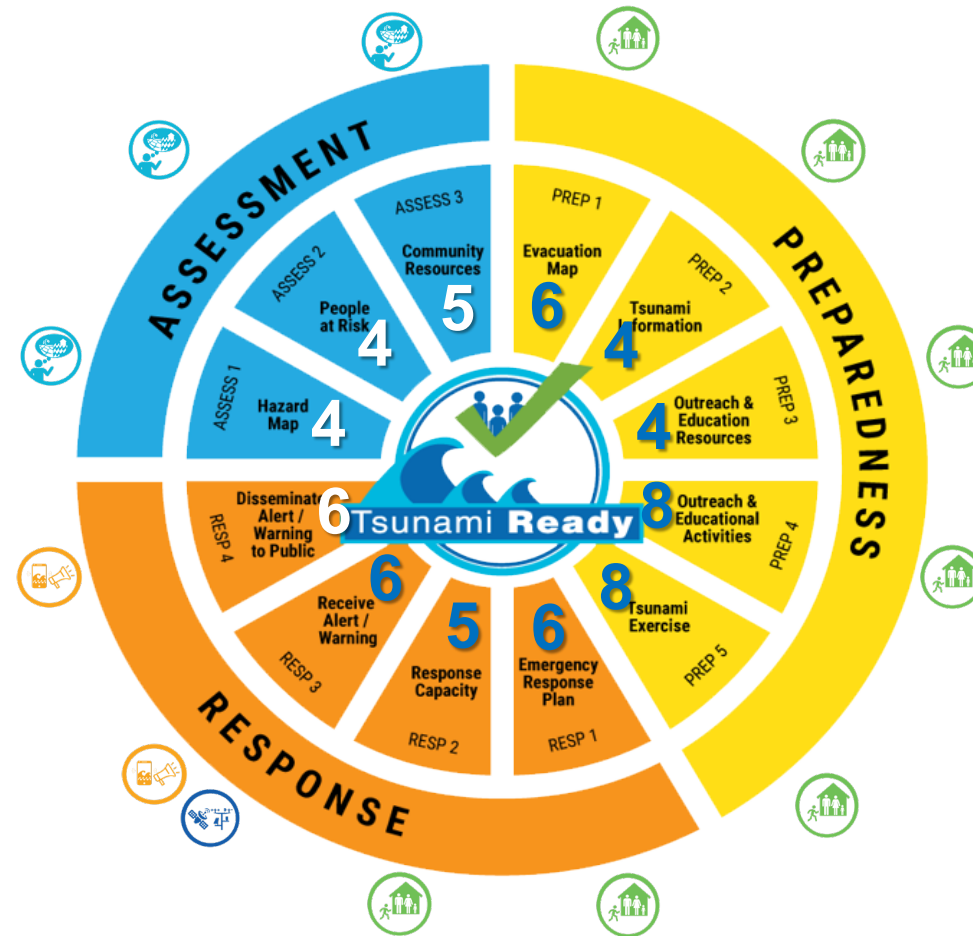 ASSESSMENT
ASSESS 1
Hazard
Map
4
ASSESS 2
People
at Risk
4
ASSESS 3
Community
Resources
5
PREPAREDNESS
PREP 1
Evacuation
Map
6
PREP 2
Tsunami
Information
4
PREP 3
Outreach &
Education
Resources
4
PREP 4
Outreach &
Educational
Activities
8
PREP 5
Tsunami
Exercise
8
RESPONSE
RESP 1
Emergency
Response
Plan
6
RESP 2
Response
Capacity
5
RESP 3
Receive
Alert /
Warning
6
RESP 4
Disseminate
Alert /
Warning
to Public
6
Tsunami Ready